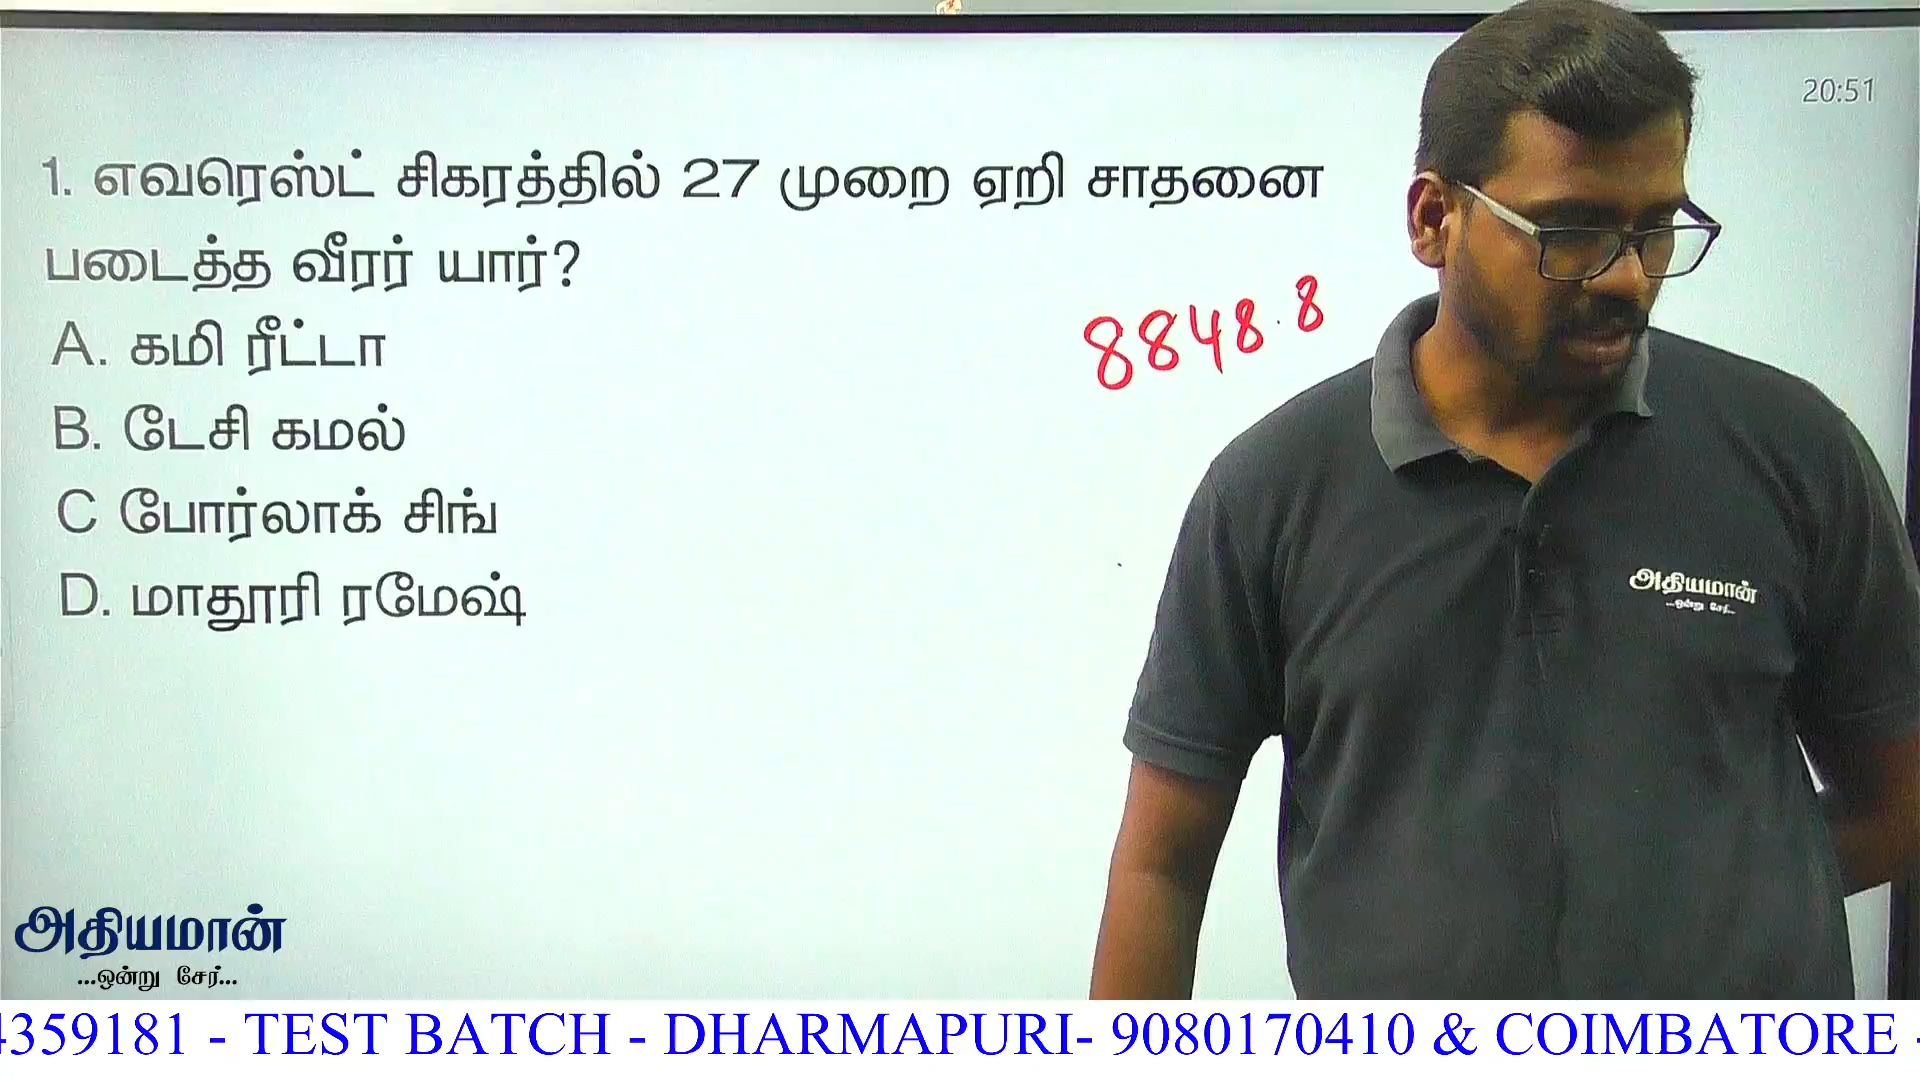 20:51
1. எவரெஸ்ட் சிகரத்தில் 27 முறை ஏறி சாதனை
படைத்த வீரர் யார்?
8848.8
A. கமி ரீட்டா
B. டேசி கமல்
C போர்லாக் சிங்
D. மாதூரி ரமேஷ்
அதியமான்
...ஒன்று சேர்...
அதியமான்
...ஒன்று சேர்...
4359181 - TEST BATCH - DHARMAPURI- 9080170410 & COIMBATORE -